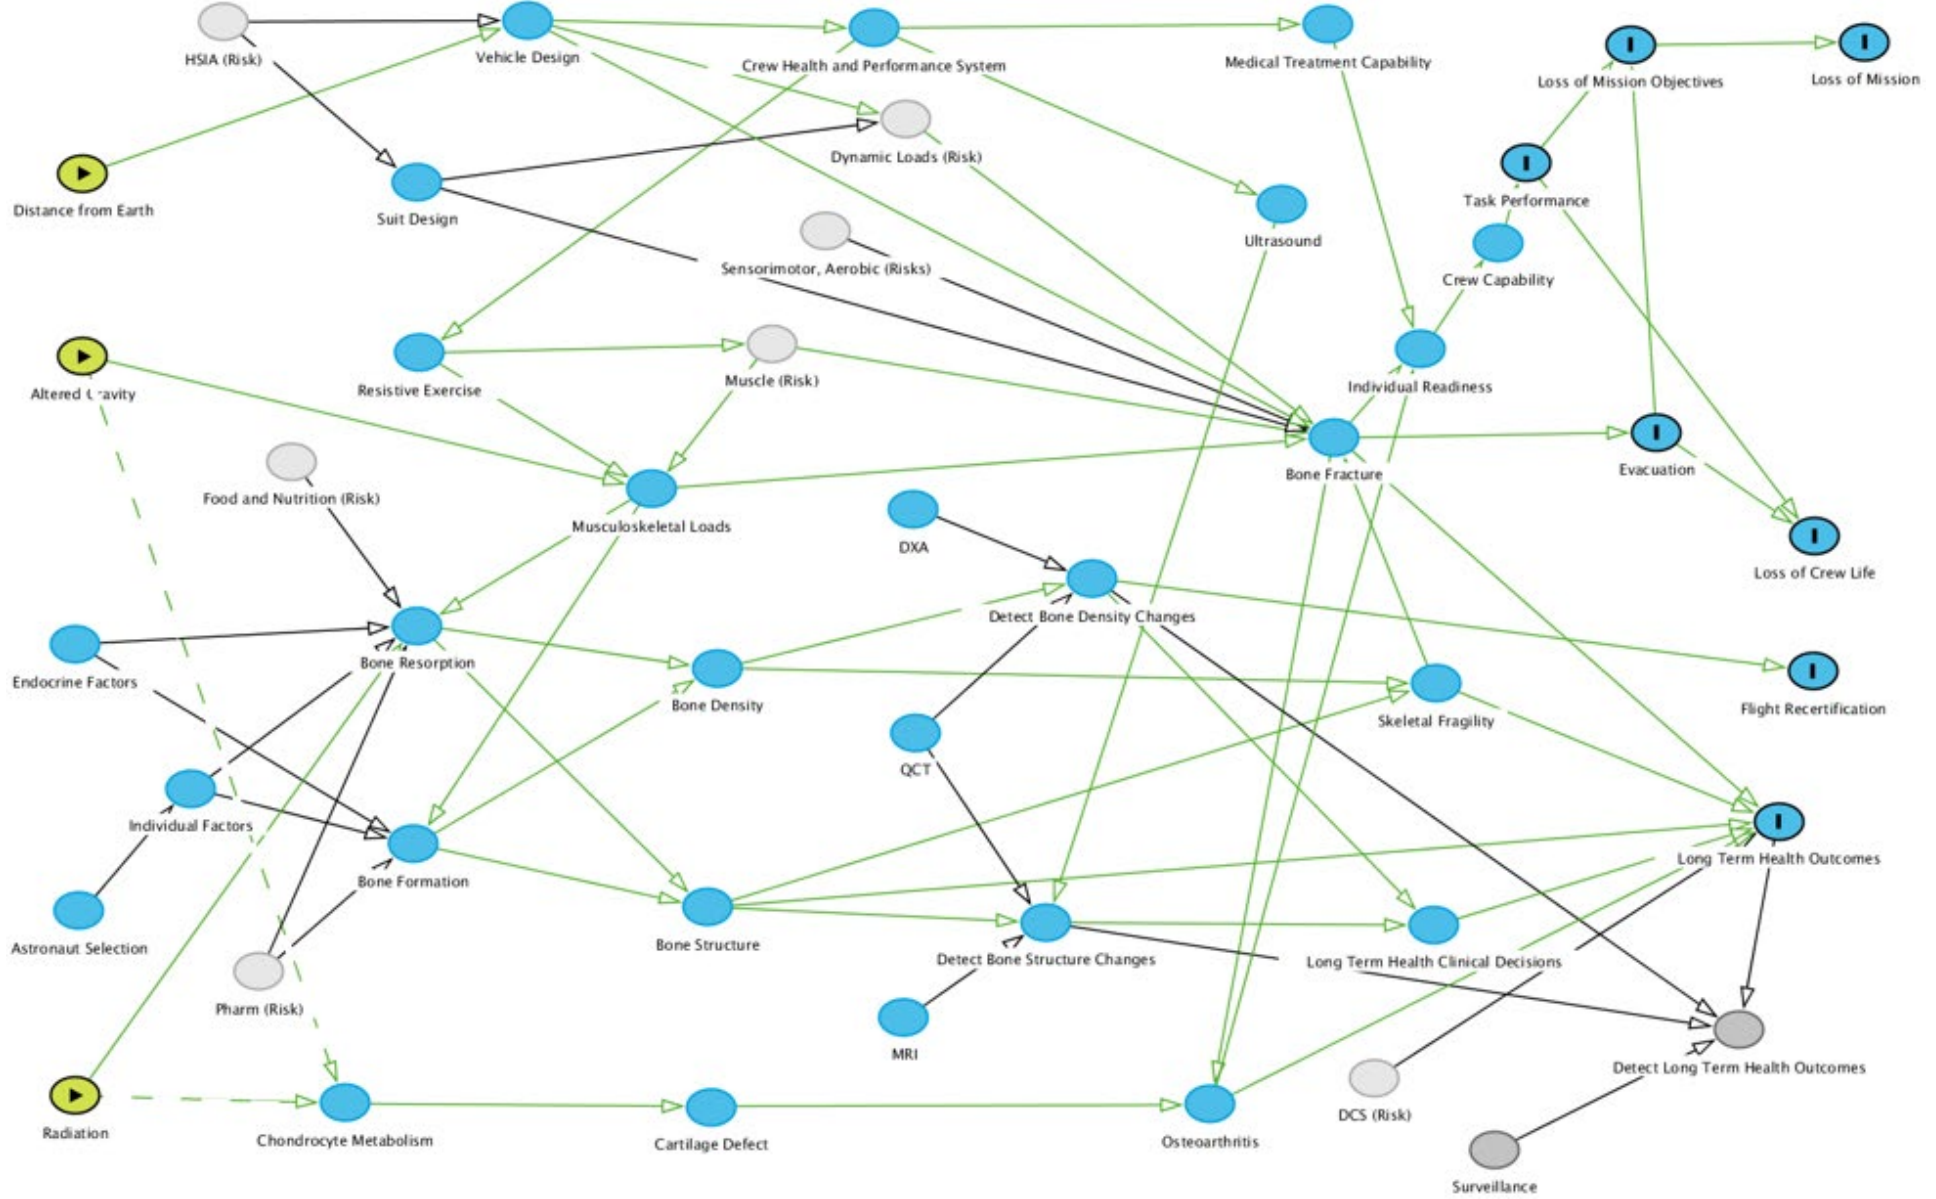 HSIA (Risk)
Vehicle Design
Crew Health and Performance System
Medical Treatment Capability
Loss of Mission Objectives
Loss of Mission
Dynamic Loads (Risk)
Distance from Earth
Suit Design
Task Performance
Ultrasound
Sensorimotor, Aerobic (Risks)
Crew Capability
Altered Gravity
Resistive Exercise
Muscle (Risk)
Individual Readiness
Food and Nutrition (Risk)
Musculoskeletal Loads
Bone Fracture
Evacuation
DXA
Loss of Crew Life
Detect Bone Density Changes
Endocrine Factors
Bone Resorption
Bone Density
Skeletal Fragility
Flight Recertification
QCT
Individual Factors
Bone Formation
Long Term Health Outcomes
Astronaut Selection
Bone Structure
Detect Bone Structure Changes
Long Term Health Clinical Decisions
Pharm (Risk)
MRI
Detect Long Term Health Outcomes
DCS (Risk)
Radiation
Chondrocyte Metabolism
Cartilage Defect
Osteoarthritis
Surveillance